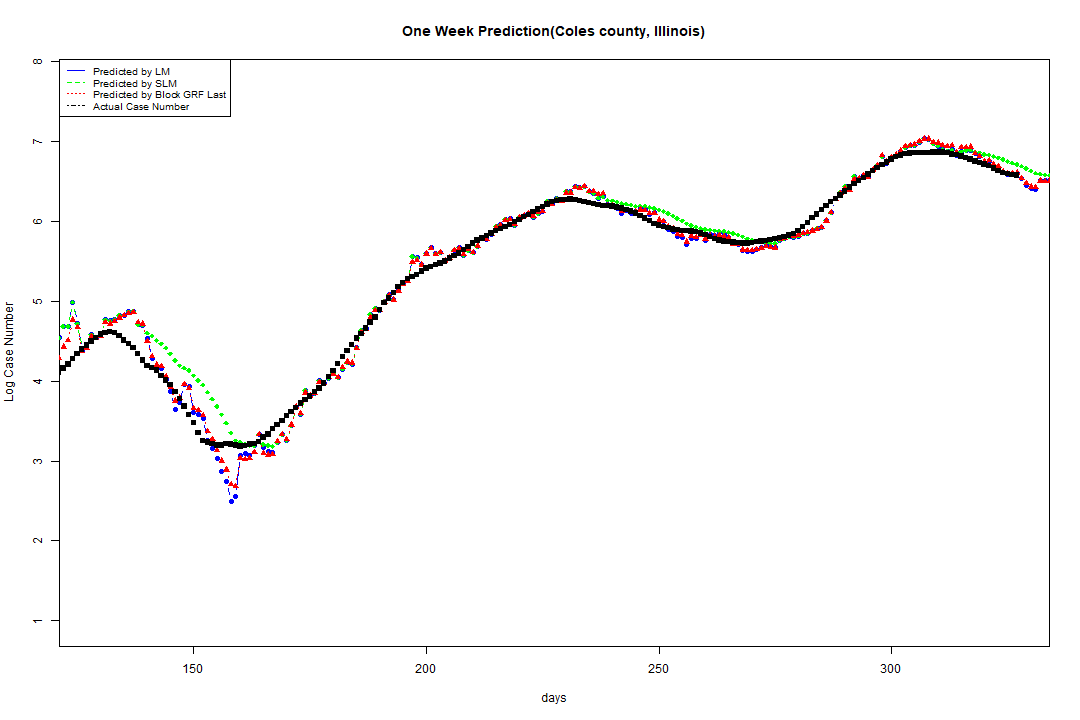 One Week Prediction(Coles county, Illinois)
Predicted by LM
Predicted by SLM
Predicted by Block GRF Last
Actual Case Number
8
7
6
5
4
3
2
1
Log Case Number
150 200 250 300
days